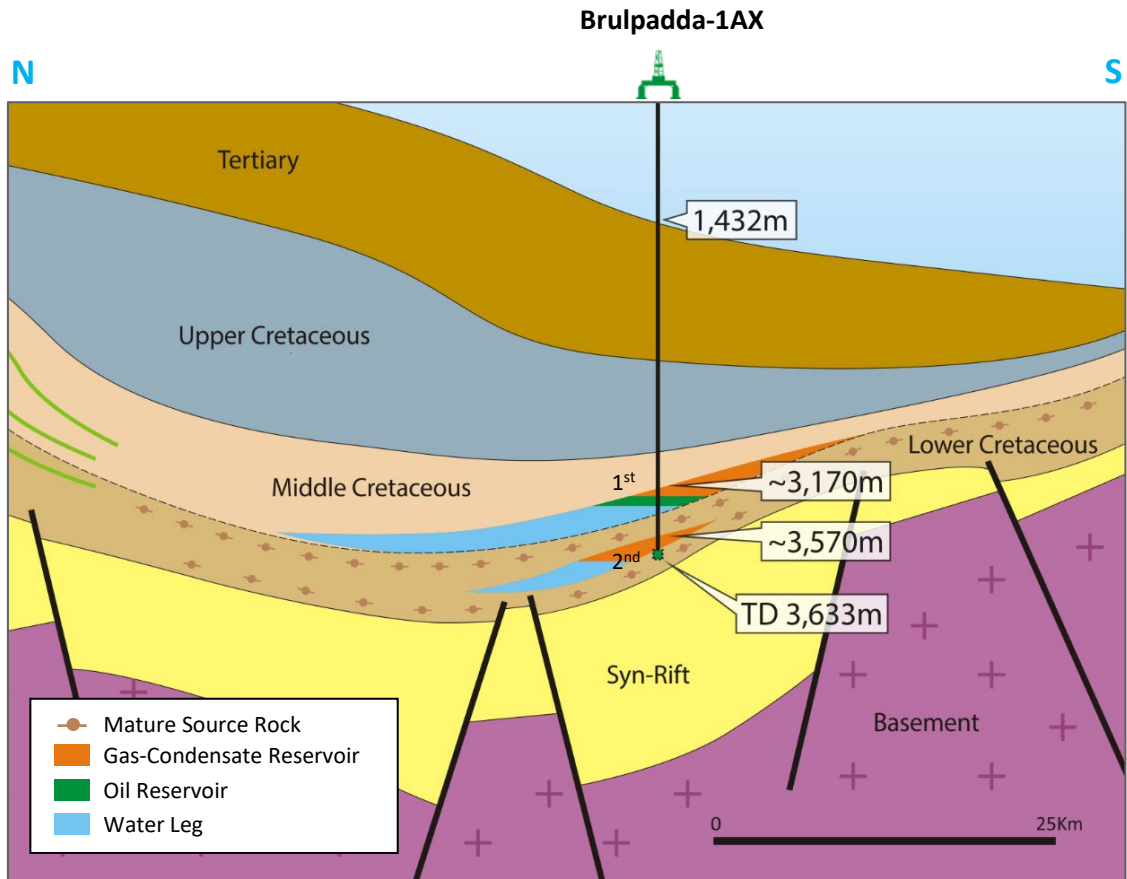 Brulpadda-1AX
N
S
Tertiary
1,432m
Upper Cretaceous
Lower Cretaceous
Middle Cretaceous
1st
~3,170m
~3,570m
2nd
TD 3,633m
Syn-Rift
Basement
Mature Source Rock
Gas-Condensate Reservoir
Oil Reservoir
Water Leg
0
25Km